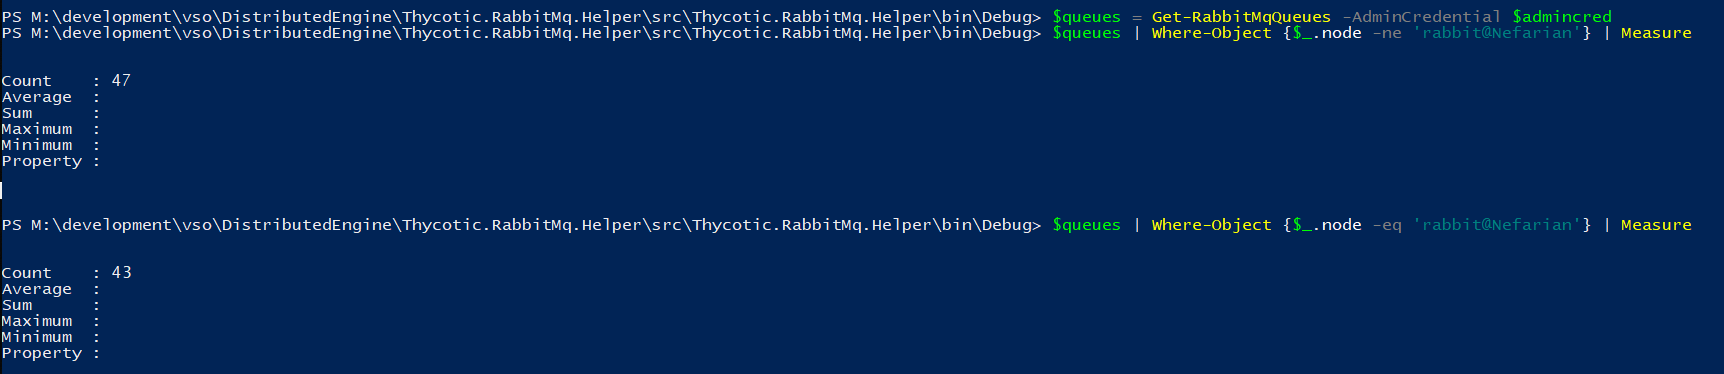 PS M:\development\vso\DistributedEngine\Thycotic.RabbitMq.Helper\src\Thycotic.RabbitMq.Helper\bin\Debug> $queues = Get-RabbitMqQueues -AdminCredential $admincred
PS M:\development\vso\DistributedEngine\Thycotic.RabbitMq.Helper\src\Thycotic.RabbitMq.Helper\bin\Debug> $queues | Where-Object {$_.node -ne 'rabbit@Nefarian'} | Measure
Count    : 47
Average  :
Sum      :
Maximum  :
Minimum  :
Property :
PS M:\development\vso\DistributedEngine\Thycotic.RabbitMq.Helper\src\Thycotic.RabbitMq.Helper\bin\Debug> $queues | Where-Object {$_.node -eq 'rabbit@Nefarian'} | Measure
Count    : 43
Average  :
Sum      :
Maximum  :
Minimum  :
Property :